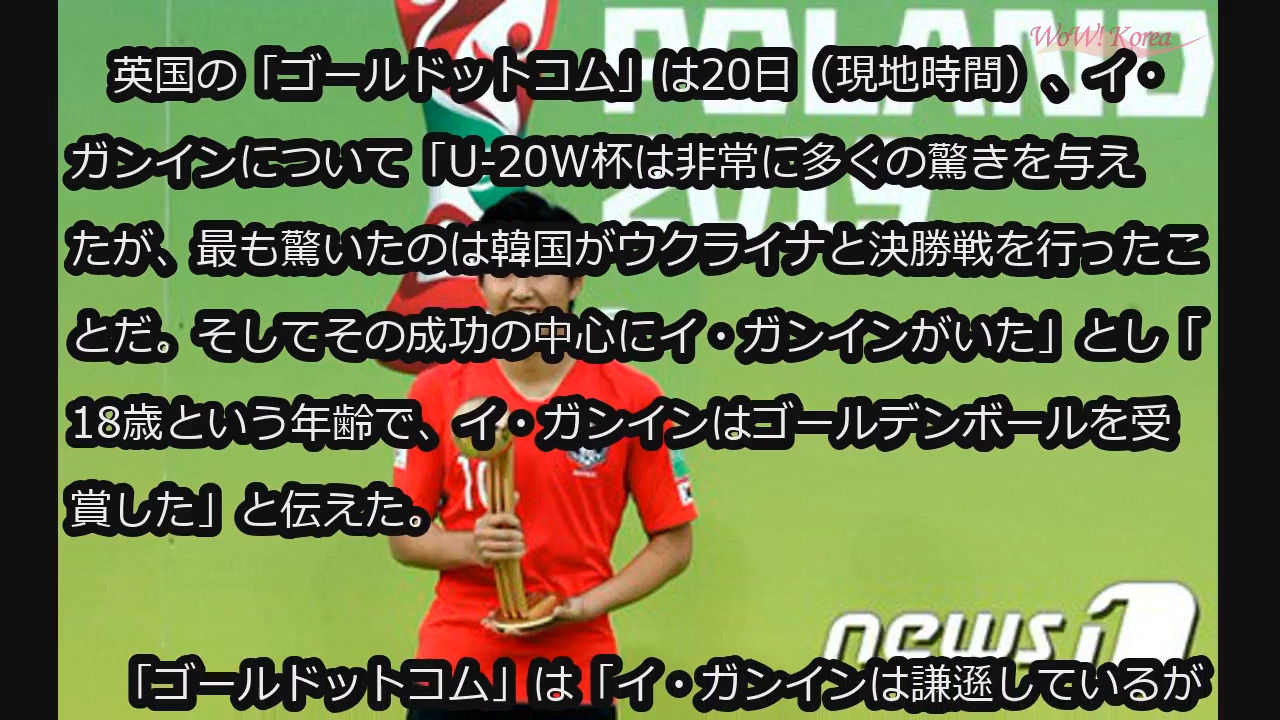 WoW! Korea
POLAND
2019
英国の「ゴールドットコム」は20日（現地時間）、イ・
ガンインについて「U-20W杯は非常に多くの驚きを与え
たが、最も驚いたのは韓国がウクライナと決勝戦を行ったこ
とだ。そしてその成功の中心にイ・ガンインがいた」とし「
18歳という年齢で、イ・ガンインはゴールデンボールを受
賞した」と伝えた。
10
news1
「ゴールドットコム」は「イ・ガンインは謙遜しているが